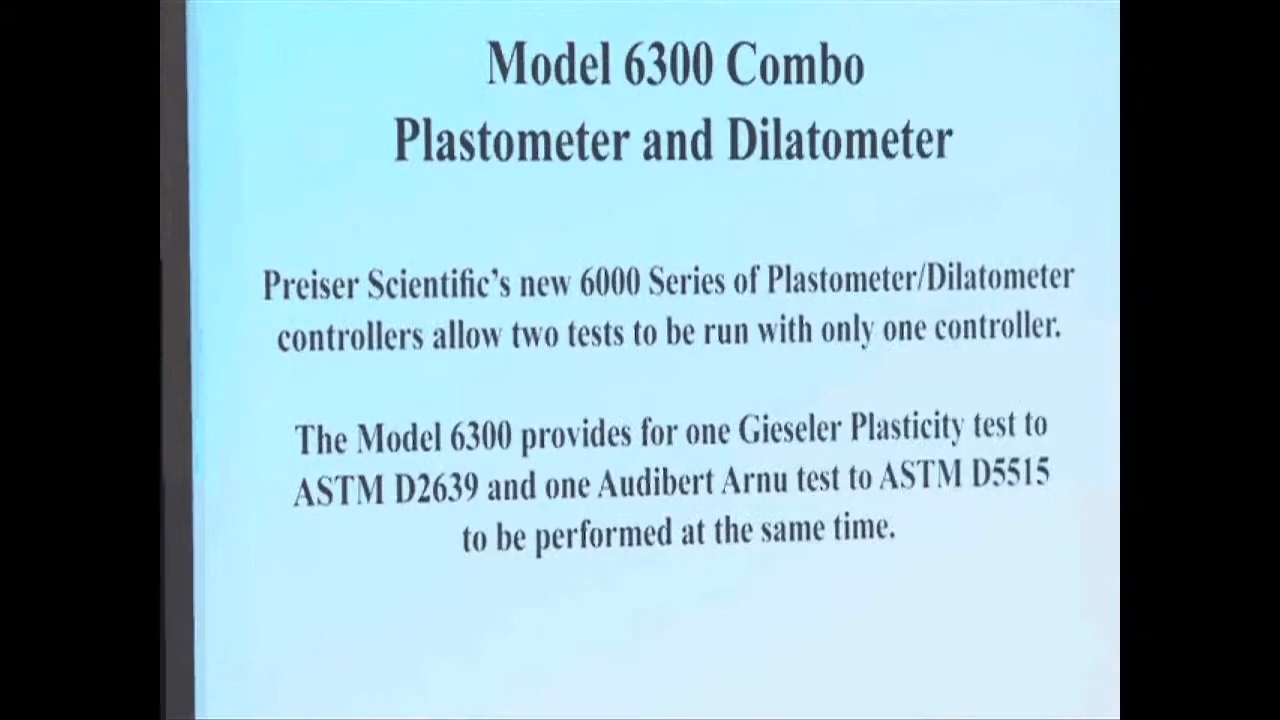 Model 6300 Combo
Plastometer and Dilatometer
Preiser Scientific's new 6000 Series of Plastometer/Dilatometer
controllers allow two tests to be run with only one controller.
The Model 6300 provides for one Gieseler Plasticity test to
ASTM D2639 and one Audibert Arnu test to ASTM D5515
to be performed at the same time.